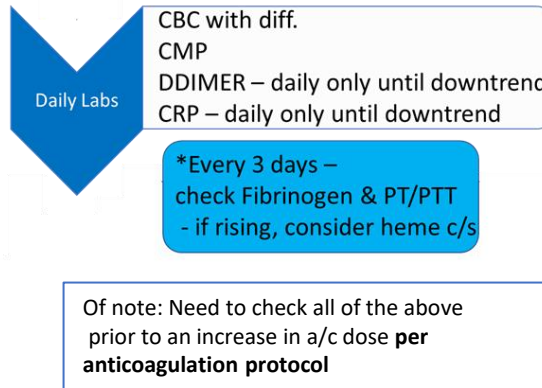 Daily Labs
CBC with diff.
CMP
DDIMER – daily only until downtrend
CRP – daily only until downtrend
*Every 3 days –
check Fibrinogen & PT/PTT
- if rising, consider heme c/s
Of note: Need to check all of the above
prior to an increase in a/c dose per
anticoagulation protocol